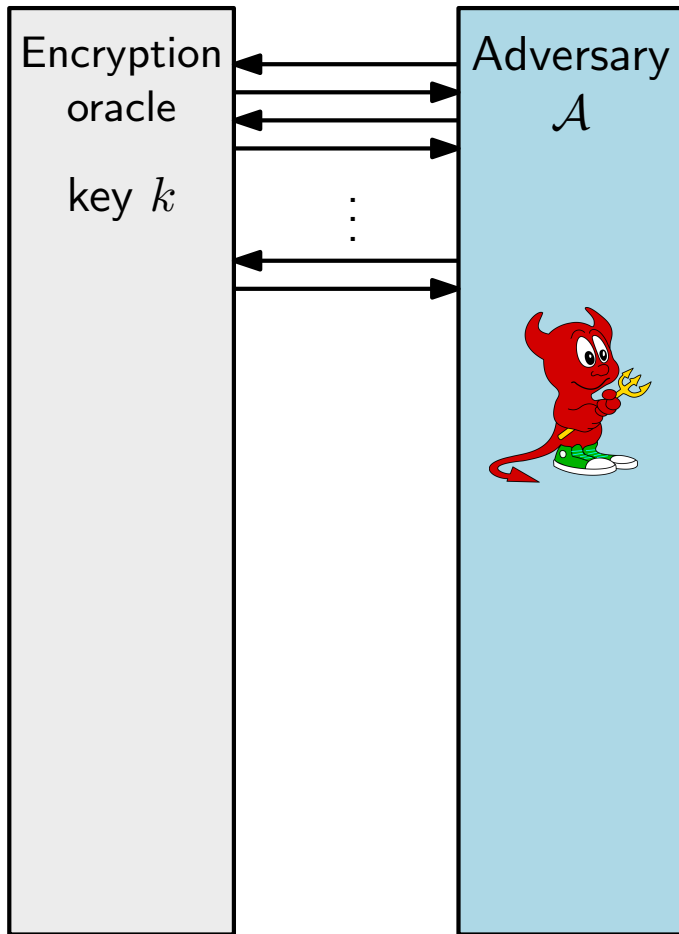 Encryption
oracle
key k
Adversary
𝒜
⋮